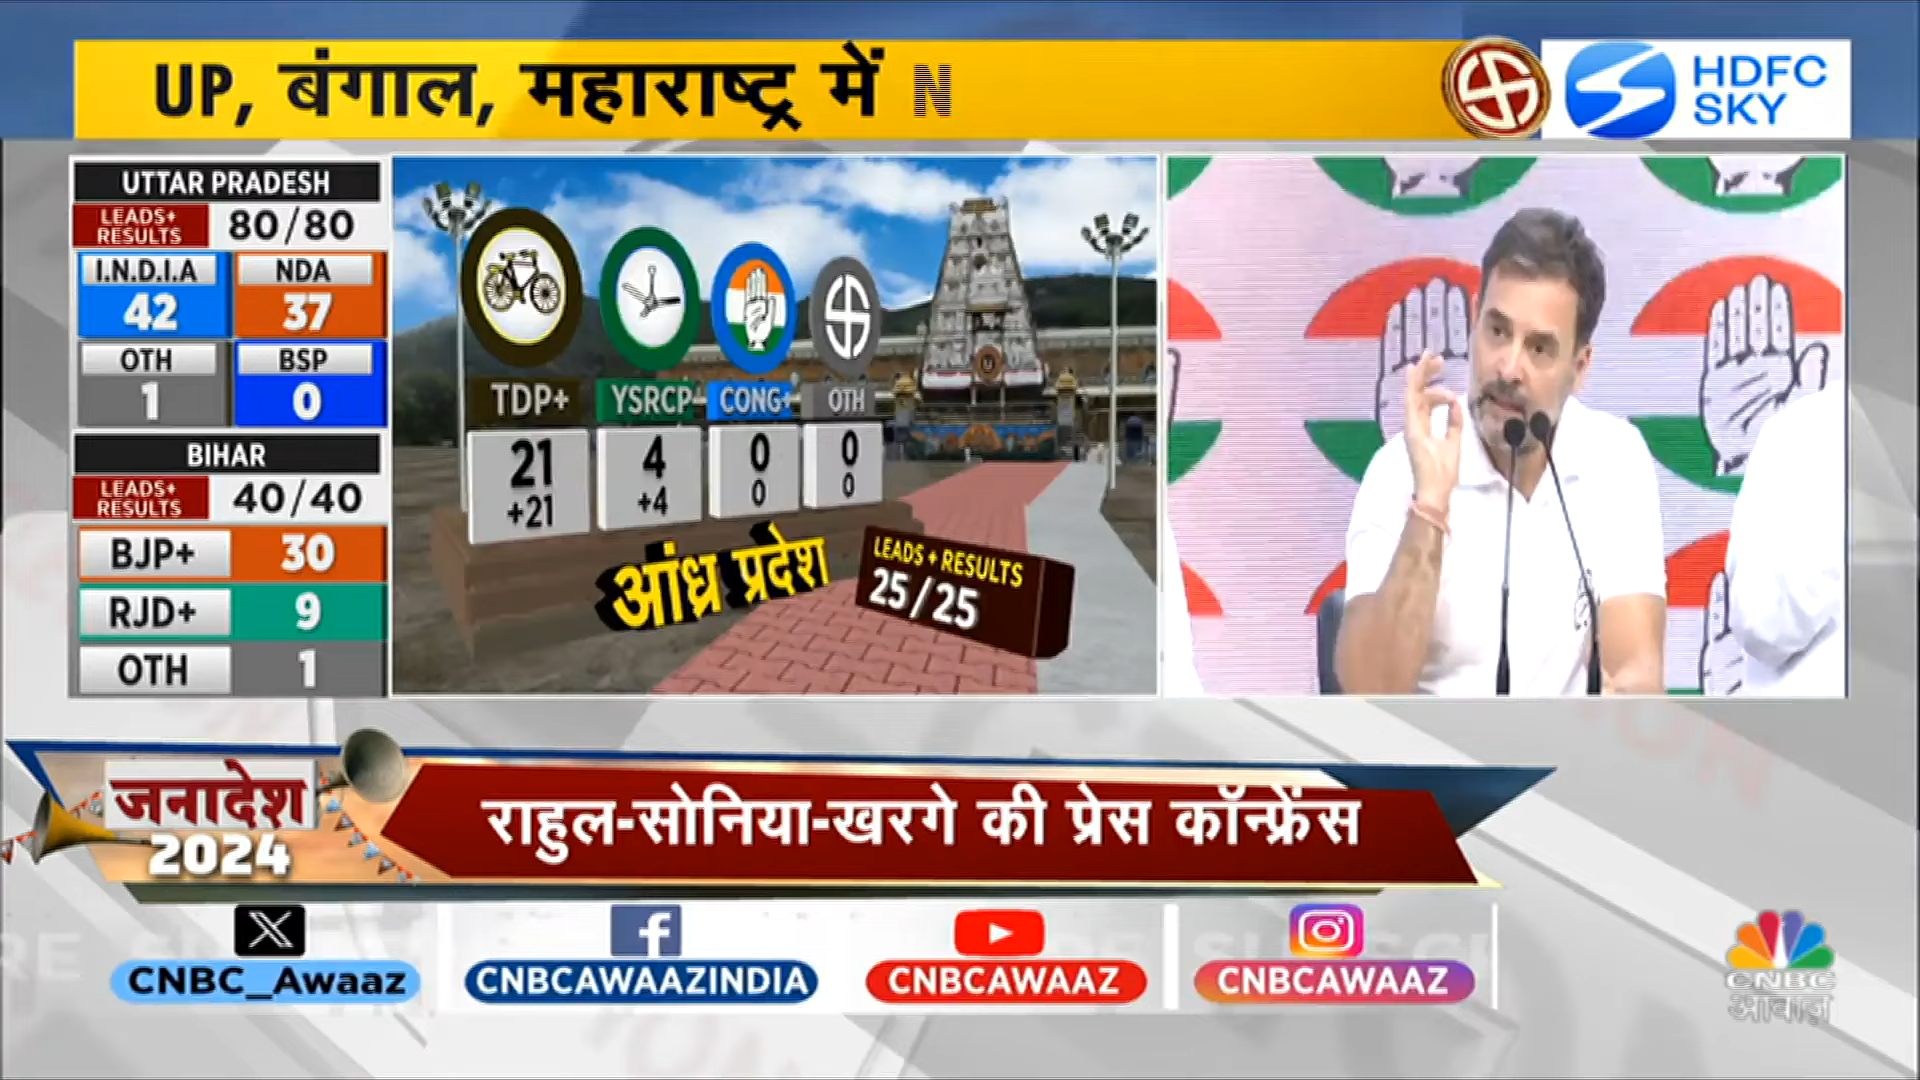 UP, बंगाल, महाराष्ट्र में N
HDFC
SKY
UTTAR PRADESH
LEADS+
RESULTS
80/80
I.N.D.I.A
NDA
42
37
OTH
BSP
1
0
BIHAR
LEADS+
RESULTS
40/40
BJP+
30
RJD+
9
OTH
1
TDP+
YSRCP+
CONG+
OTH
21
4
0
0
+21
+4
0
0
आंध्र प्रदेश
LEADS + RESULTS
25/25
जनादेश
2024
राहुल-सोनिया-खरगे की प्रेस कॉन्फ्रेंस
CNBC_Awaaz
CNBCAWAAZINDIA
CNBCAWAAZ
CNBCAWAAZ
CNBC
आवाज़